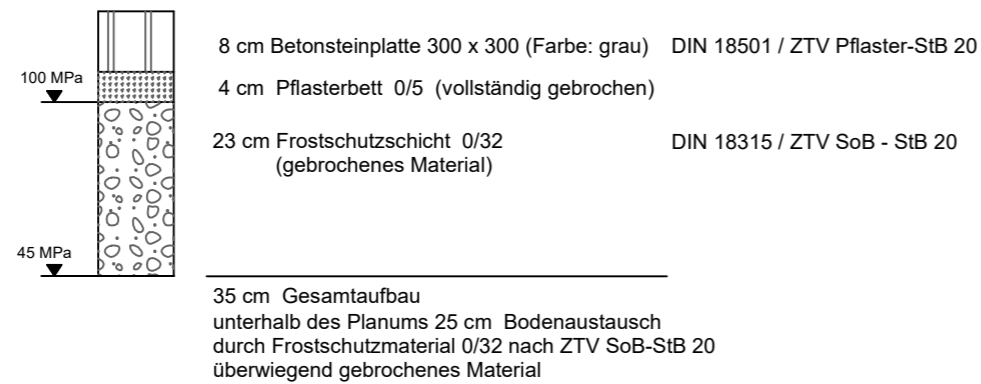 8 cm Betonsteinplatte 300 x 300 (Farbe: grau) DIN 18501 / ZTV Pflaster-StB 20
100 MPa
4 cm Pflasterbett 0/5 (vollständig gebrochen)
23 cm Frostschutzschicht 0/32 DIN 18315 / ZTV SoB - StB 20
(gebrochenes Material)
45 MPa
35 cm Gesamtaufbau
unterhalb des Planums 25 cm Bodenaustausch
durch Frostschutzmaterial 0/32 nach ZTV SoB-StB 20
überwiegend gebrochenes Material